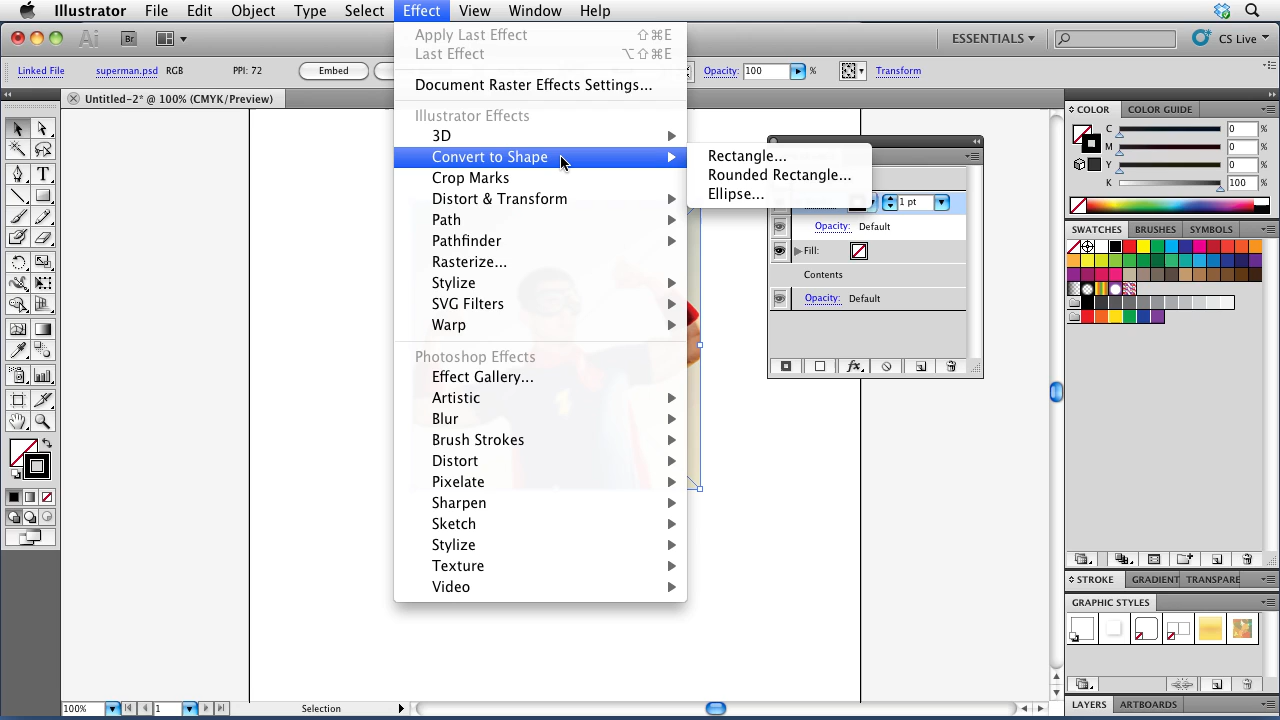 Illustrator File Edit Object Type Select Effect View Window Help
Ai Br ESSENTIALS CS Live
Linked File superman.psd RGB PPI: 72 Embed Opacity: 100 % Transform
Untitled-2* @ 100% (CMYK/Preview)
Apply Last Effect ⇧⌘E
Last Effect ⌥⇧⌘E
Document Raster Effects Settings...
Illustrator Effects
3D
Convert to Shape
Crop Marks
Distort & Transform
Path
Pathfinder
Rasterize...
Stylize
SVG Filters
Warp
Photoshop Effects
Effect Gallery...
Artistic
Blur
Brush Strokes
Distort
Pixelate
Sharpen
Sketch
Stylize
Texture
Video
Rectangle...
Rounded Rectangle...
Ellipse...
1 pt
Opacity: Default
Fill:
Contents
Opacity: Default
fx
COLOR COLOR GUIDE
C 0 %
M 0 %
Y 0 %
K 100 %
SWATCHES BRUSHES SYMBOLS
STROKE GRADIENT TRANSPARE
GRAPHIC STYLES
LAYERS ARTBOARDS
T
100% 1 Selection